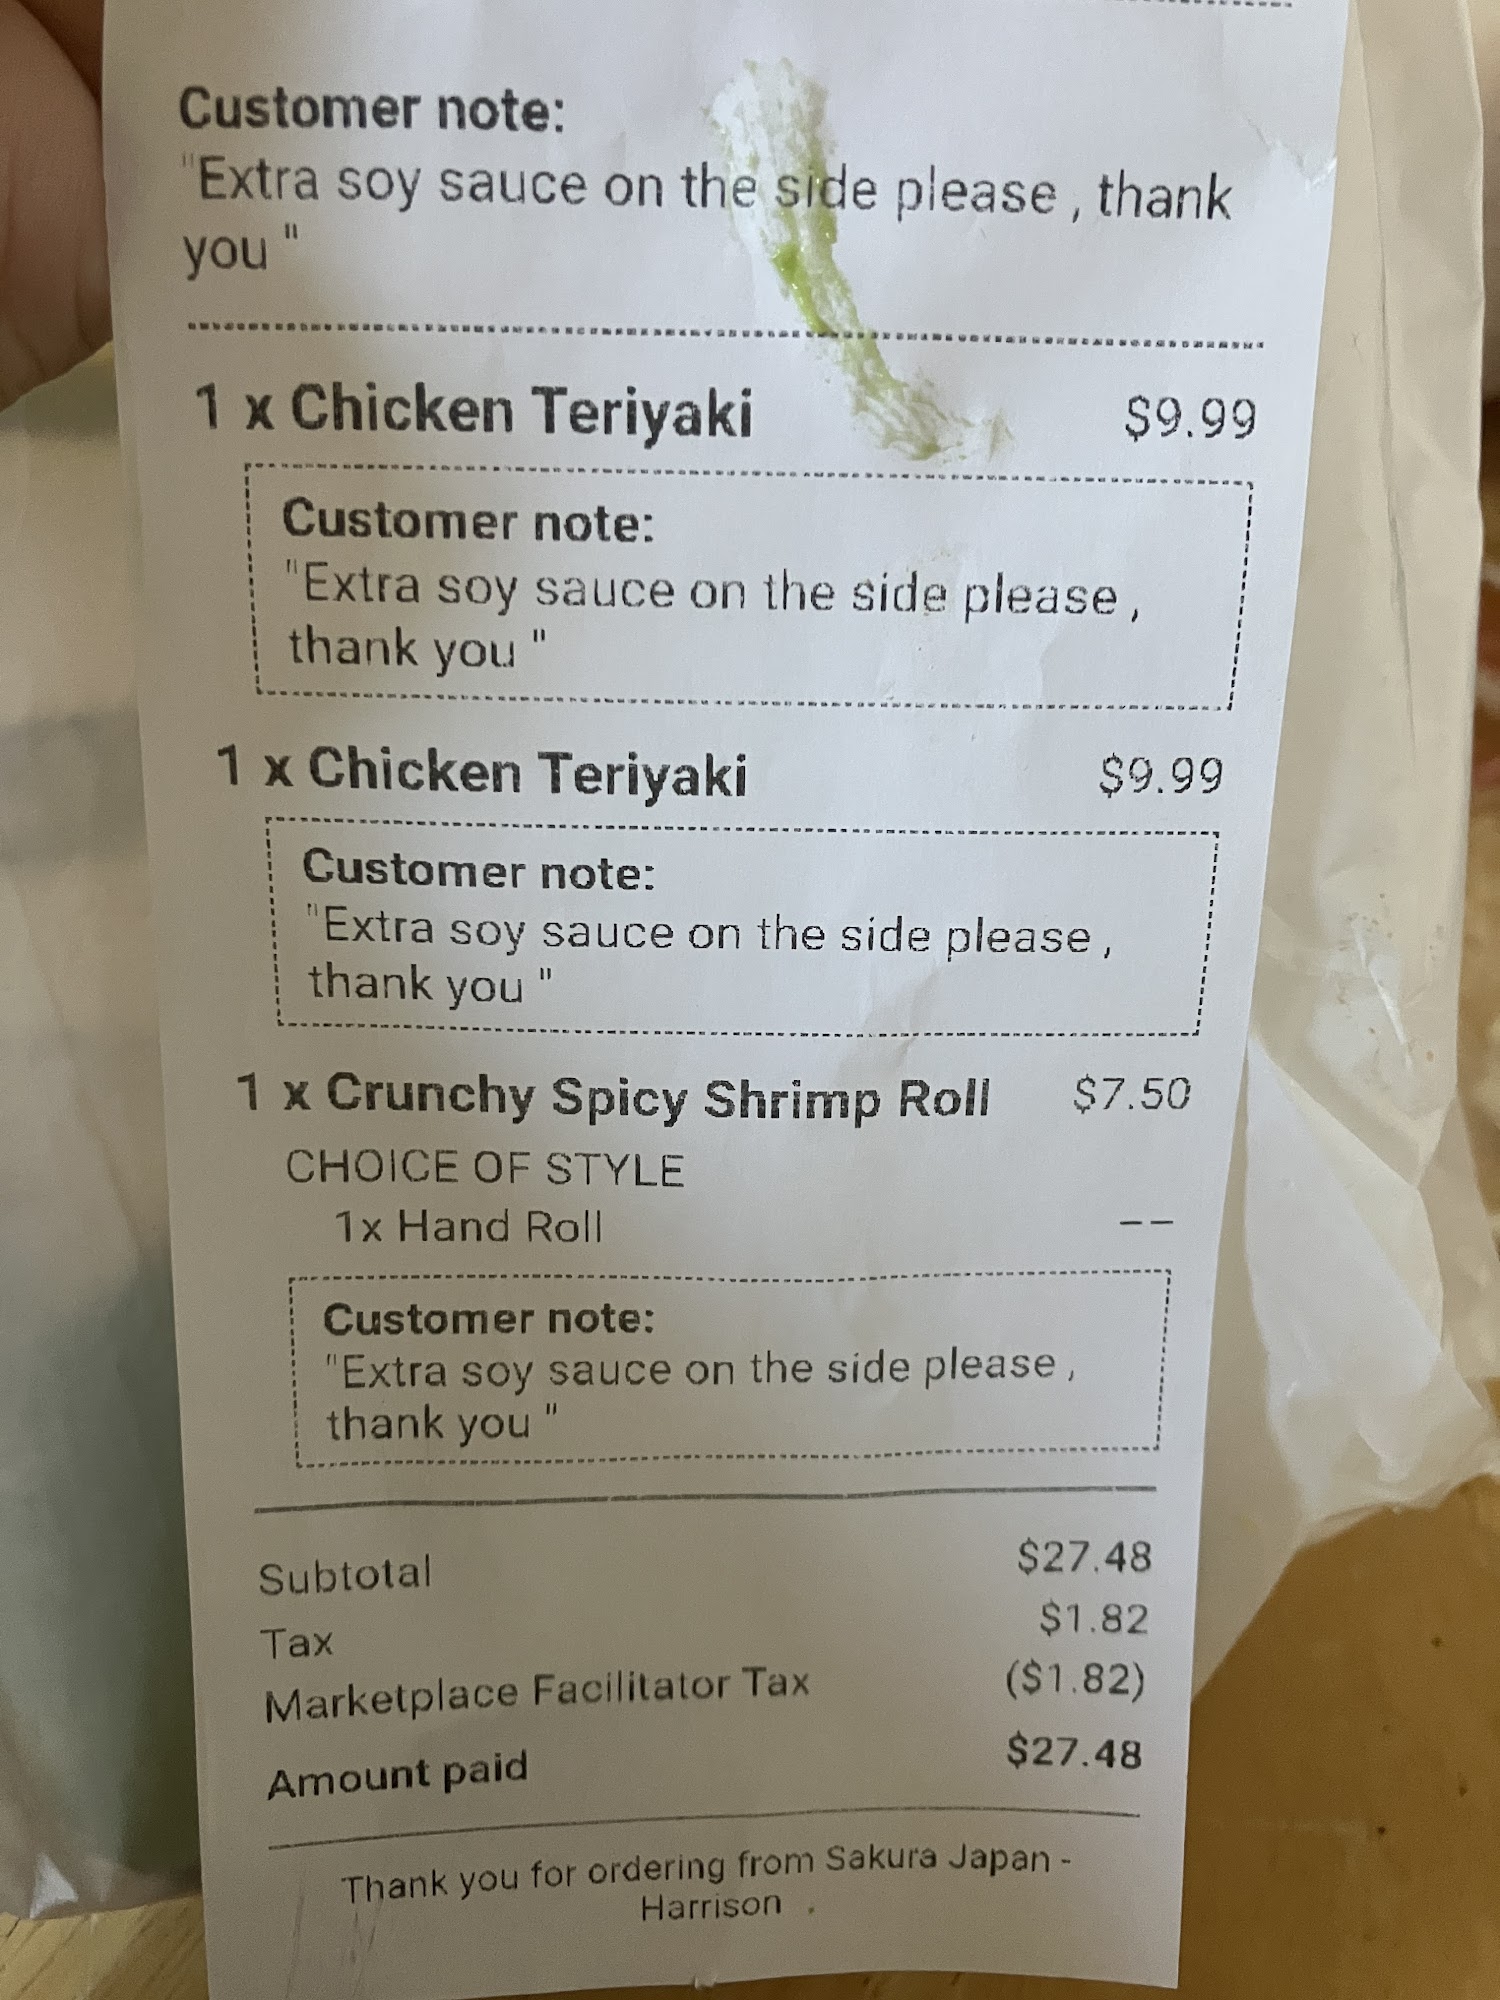 Customer note:
"Extra soy sauce on the side please , thank
you "
1 x Chicken Teriyaki $9.99
Customer note:
"Extra soy sauce on the side please ,
thank you "
1 x Chicken Teriyaki $9.99
Customer note:
"Extra soy sauce on the side please ,
thank you "
1 x Crunchy Spicy Shrimp Roll $7.50
CHOICE OF STYLE
1x Hand Roll --
Customer note:
"Extra soy sauce on the side please ,
thank you "
Subtotal $27.48
Tax $1.82
Marketplace Facilitator Tax ($1.82)
Amount paid $27.48
Thank you for ordering from Sakura Japan -
Harrison